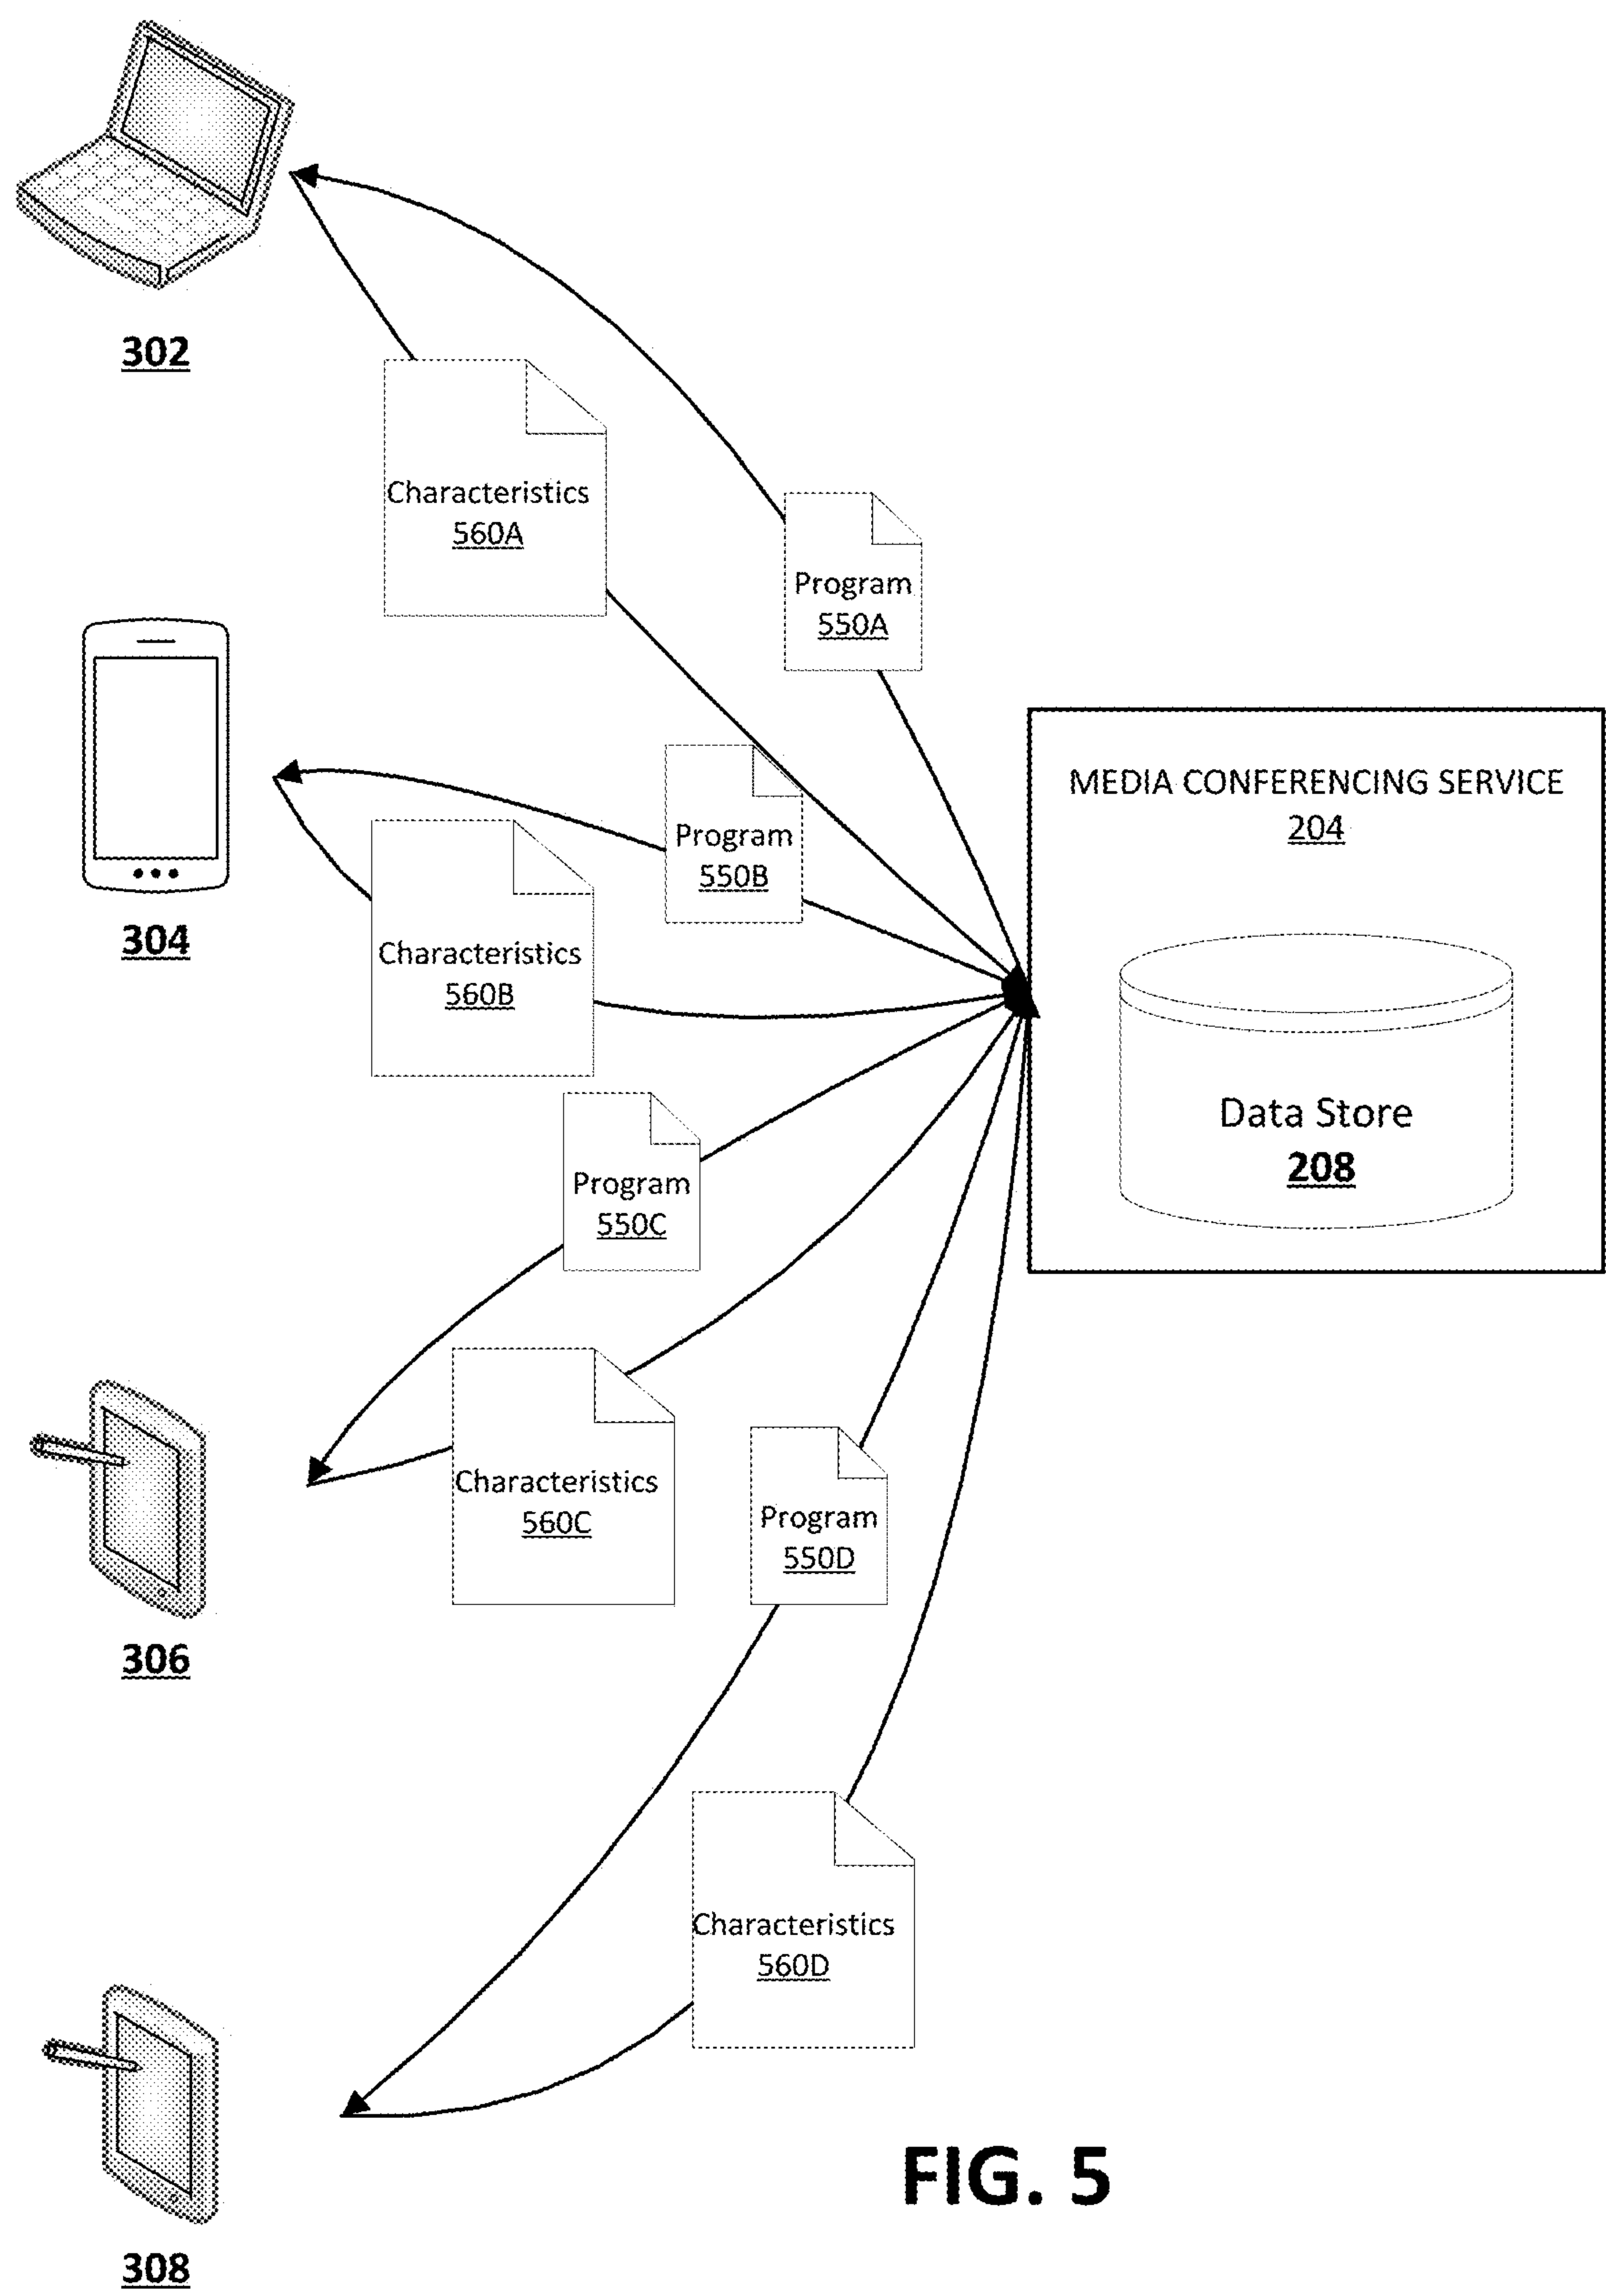 302
Characteristics
560A
Program
550A
304
Program
550B
Characteristics
560B
MEDIA CONFERENCING SERVICE
204
Data Store
208
Program
550C
306
Characteristics
560C
Program
550D
Characteristics
560D
308
FIG. 5